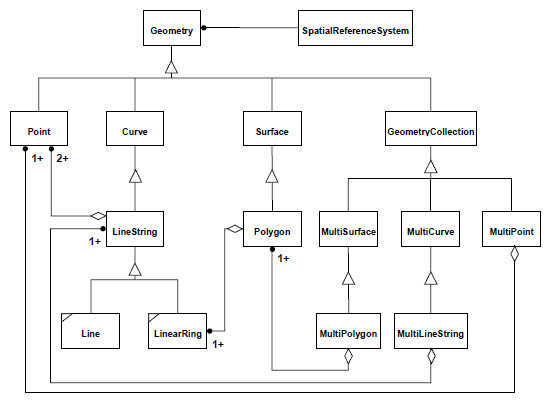 Geometry
SpatialReferenceSystem
Point
Curve
Surface
GeometryCollection
1+
2+
LineString
1+
Polygon
1+
MultiSurface
MultiCurve
MultiPoint
Line
LinearRing
1+
MultiPolygon
MultiLineString